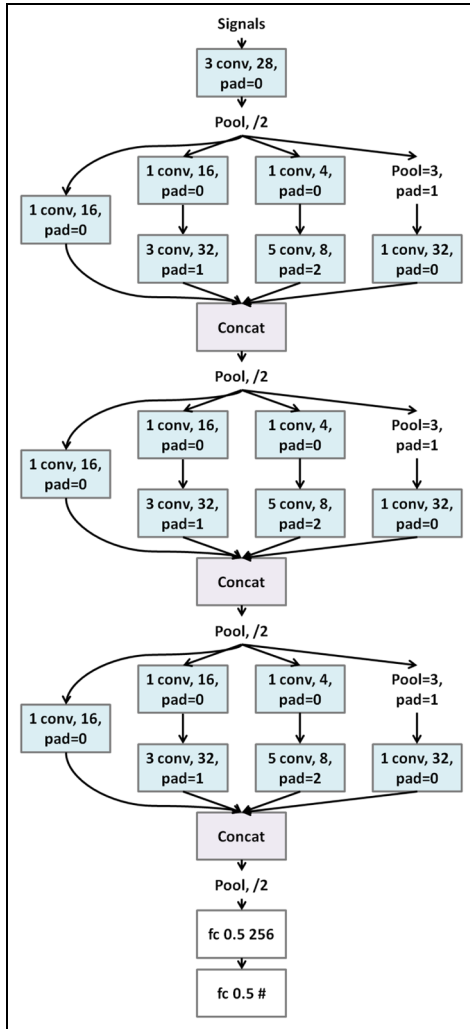 Signals
3 conv, 28,
pad=0
Pool, /2
1 conv, 16,
pad=0
1 conv, 16,
pad=0
3 conv, 32,
pad=1
1 conv, 4,
pad=0
5 conv, 8,
pad=2
Pool=3,
pad=1
1 conv, 32,
pad=0
Concat
Pool, /2
1 conv, 16,
pad=0
1 conv, 16,
pad=0
3 conv, 32,
pad=1
1 conv, 4,
pad=0
5 conv, 8,
pad=2
Pool=3,
pad=1
1 conv, 32,
pad=0
Concat
Pool, /2
1 conv, 16,
pad=0
1 conv, 16,
pad=0
3 conv, 32,
pad=1
1 conv, 4,
pad=0
5 conv, 8,
pad=2
Pool=3,
pad=1
1 conv, 32,
pad=0
Concat
Pool, /2
fc 0.5 256
fc 0.5 #